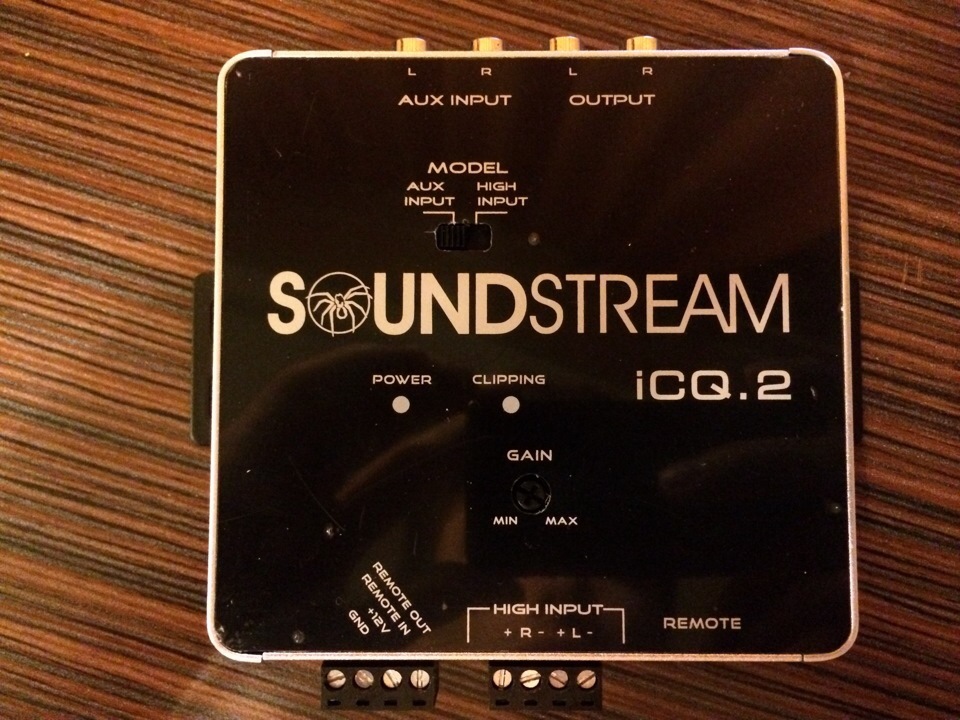 L R L R
AUX INPUT OUTPUT
MODEL
AUX INPUT
HIGH INPUT
SOUNDSTREAM
POWER CLIPPING
iCQ.2
GAIN
MIN MAX
REMOTE OUT
REMOTE IN
+12V
GND
HIGH INPUT
+ R - + L -
REMOTE